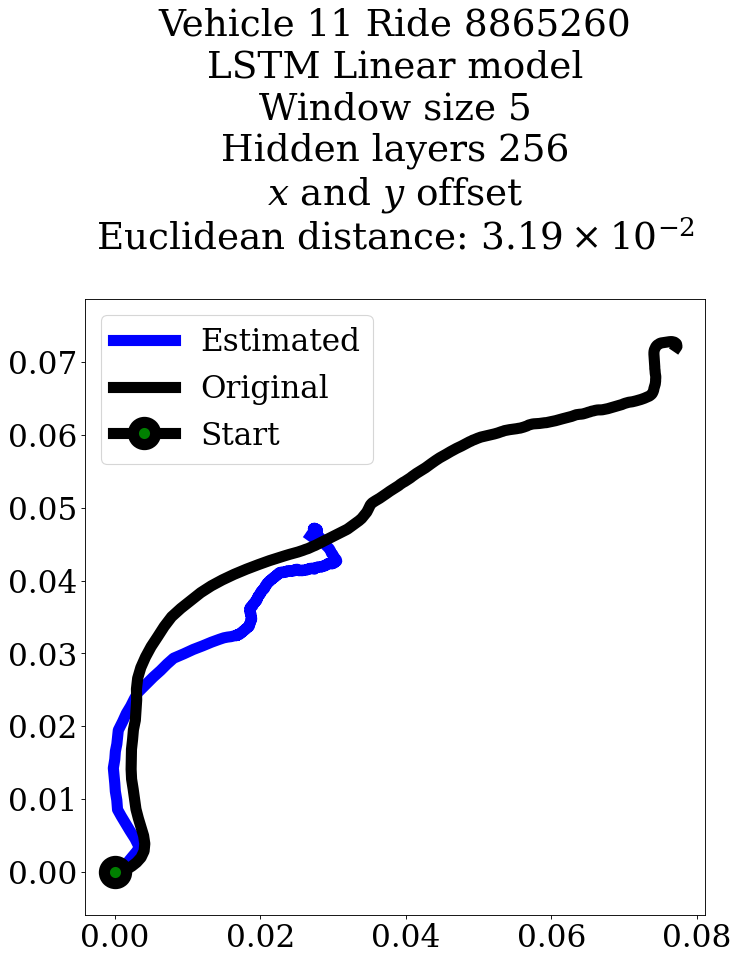 Vehicle 11 Ride 8865260
LSTM Linear model
Window size 5
Hidden layers 256
x and y offset
Euclidean distance: 3.19 × 10⁻²
Estimated
Original
Start
0.07
0.06
0.05
0.04
0.03
0.02
0.01
0.00
0.00 0.02 0.04 0.06 0.08